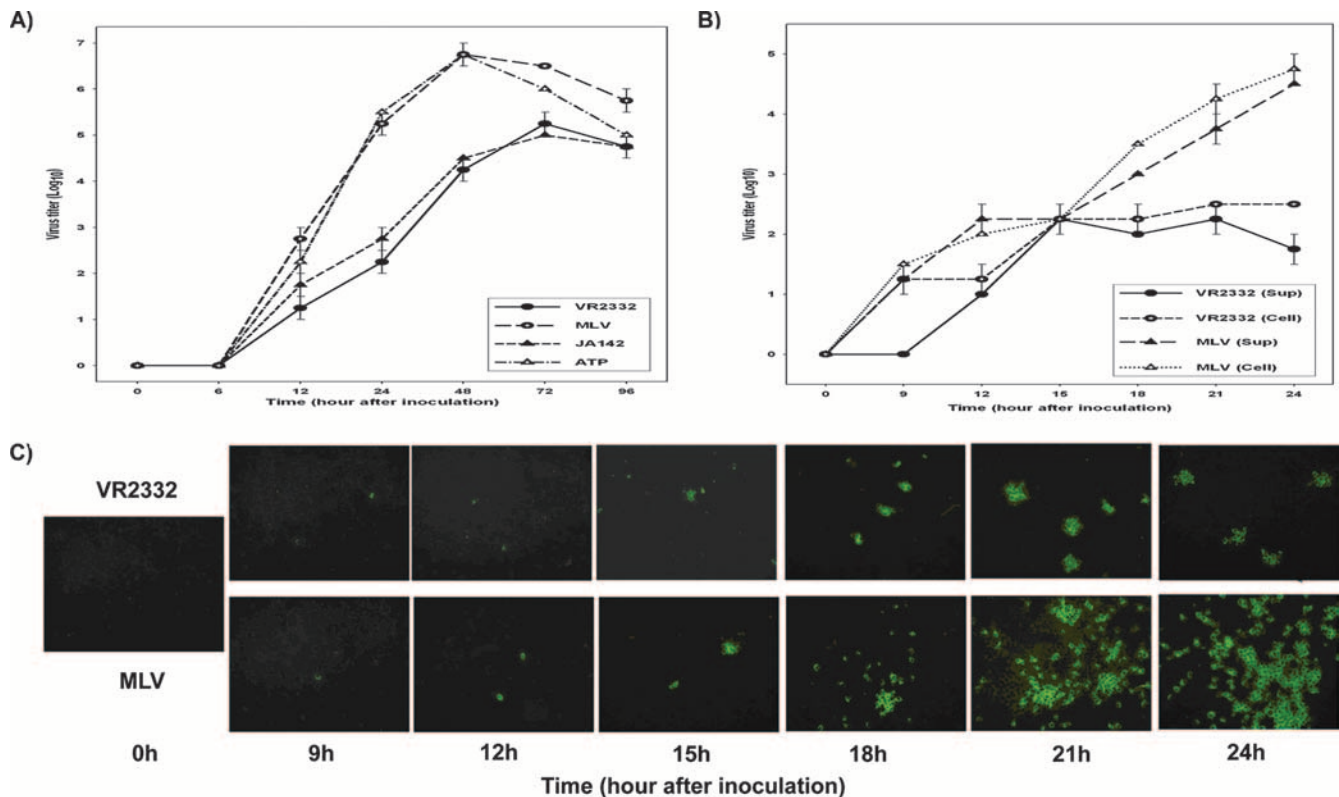 A)
7
6
5
4
3
2
1
0
Virus titer (Log10)
0 6 12 24 48 72 96
Time (hour after inoculation)
VR2332
MLV
JA142
ATP
B)
5
4
3
2
1
0
Virus titer (Log10)
0 9 12 15 18 21 24
Time (hour after inoculation)
VR2332 (Sup)
VR2332 (Cell)
MLV (Sup)
MLV (Cell)
C)
VR2332
MLV
0h 9h 12h 15h 18h 21h 24h
Time (hour after inoculation)